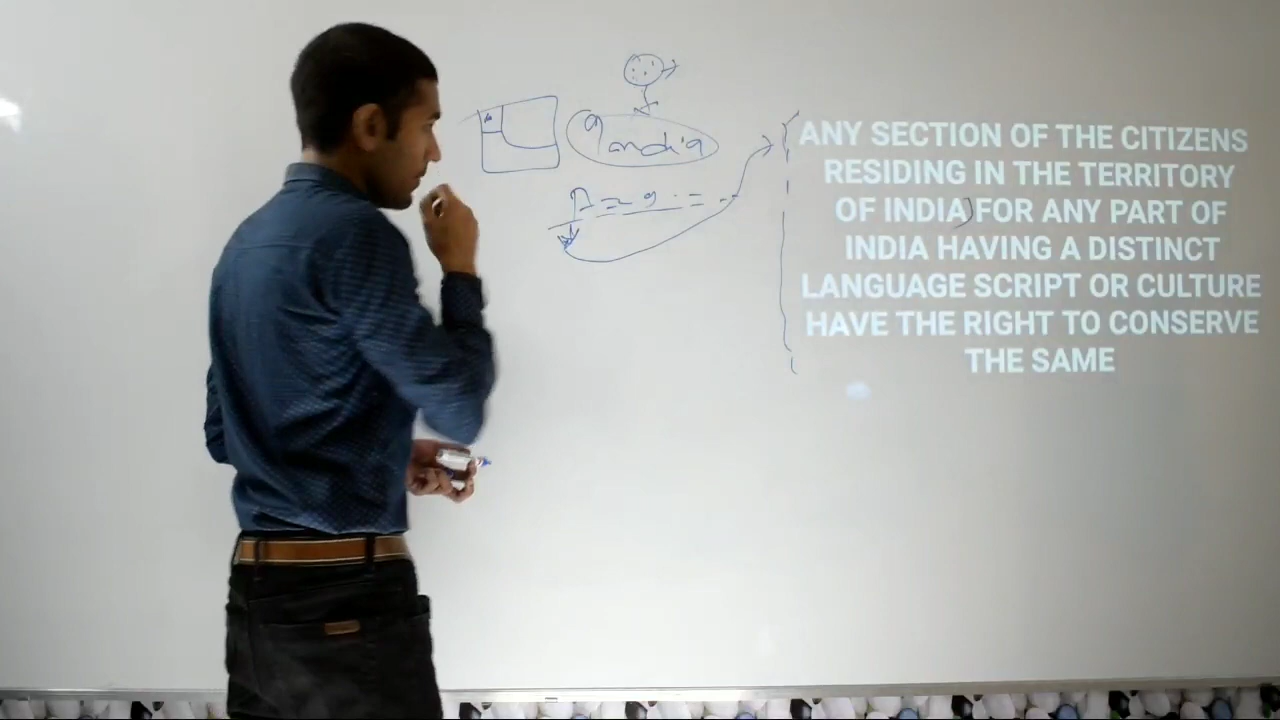 India
ANY SECTION OF THE CITIZENS
RESIDING IN THE TERRITORY
OF INDIA FOR ANY PART OF
INDIA HAVING A DISTINCT
LANGUAGE SCRIPT OR CULTURE
HAVE THE RIGHT TO CONSERVE
THE SAME